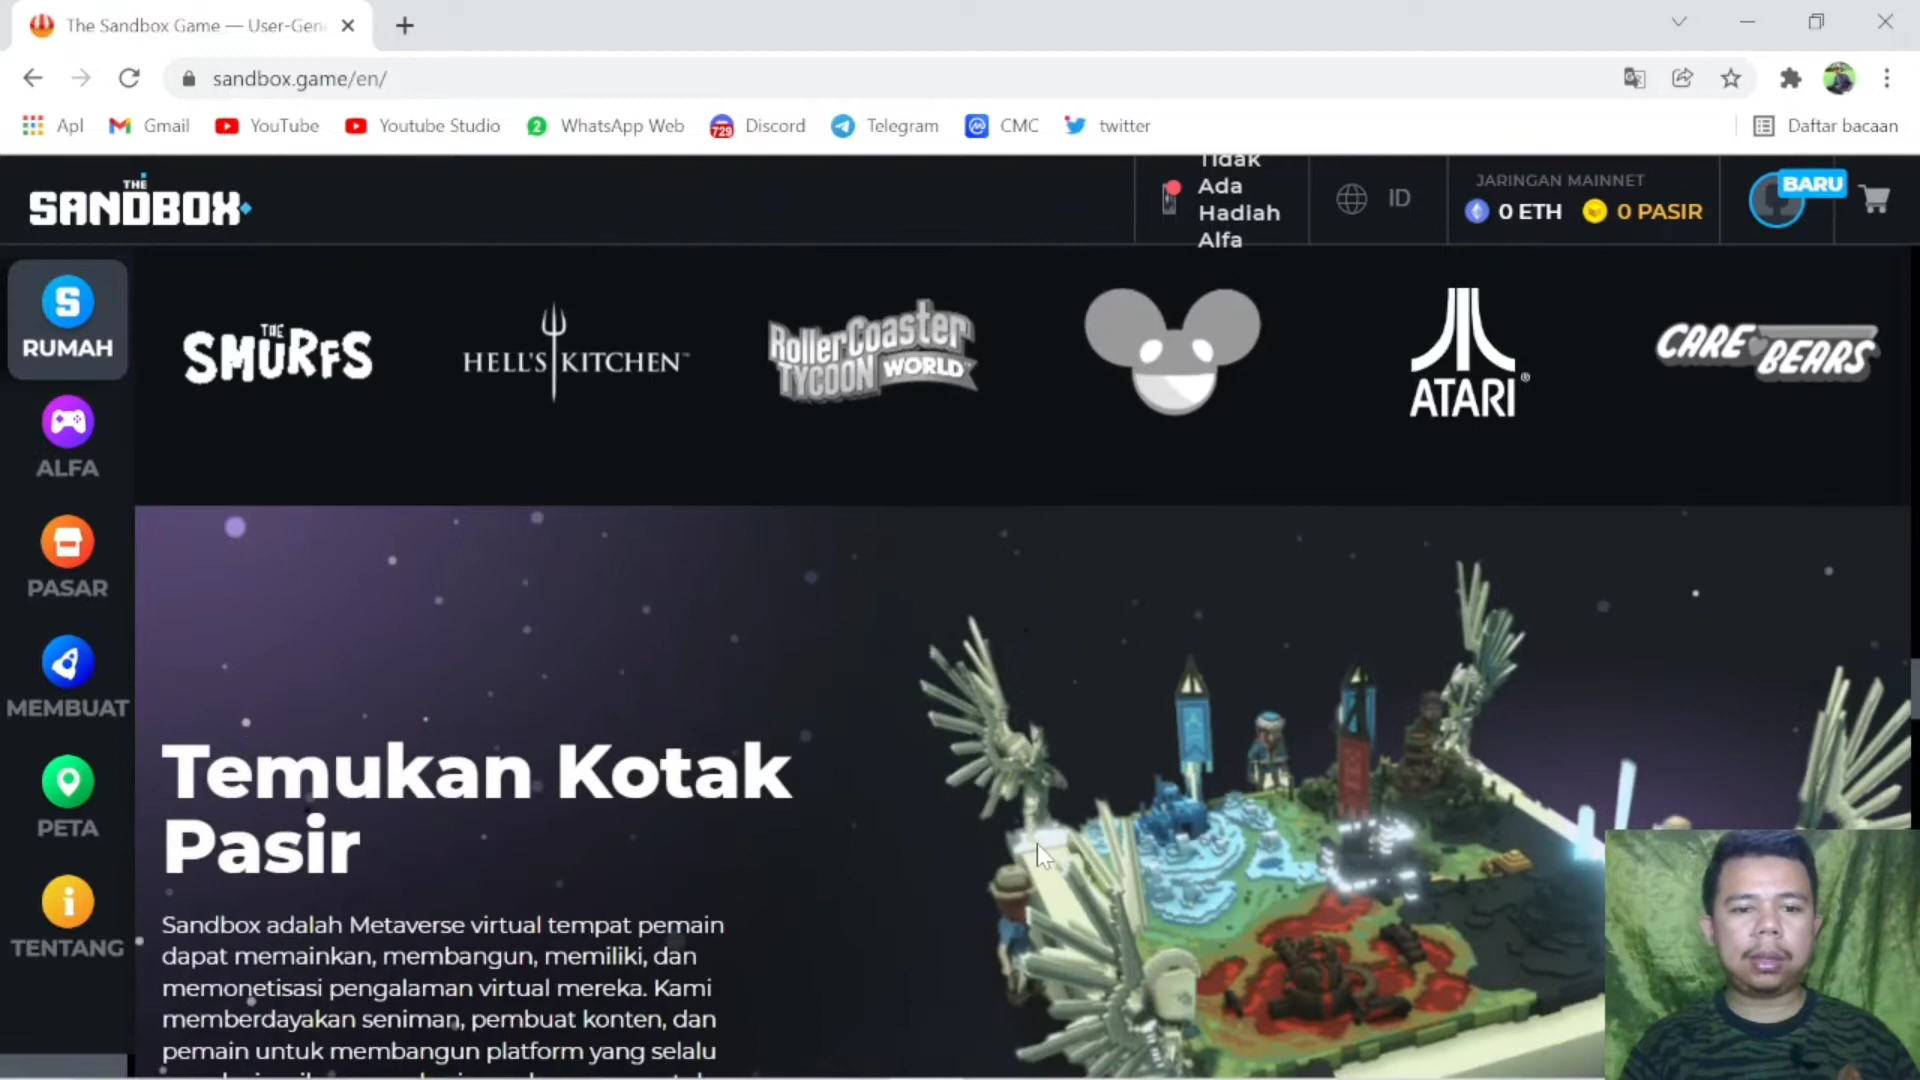 The Sandbox Game — User-Gen
sandbox.game/en/
Apl
Gmail
YouTube
Youtube Studio
2
WhatsApp Web
729
Discord
Telegram
CMC
twitter
Daftar bacaan
THE
SANDBOX
Tidak
Ada
Hadiah
Alfa
ID
JARINGAN MAINNET
0 ETH
0 PASIR
BARU
S
RUMAH
ALFA
PASAR
MEMBUAT
PETA
TENTANG
THE
SMURFS
HELL'S KITCHEN™
RollerCoaster
TYCOON WORLD
ATARI®
CARE BEARS
Temukan Kotak
Pasir
Sandbox adalah Metaverse virtual tempat pemain
dapat memainkan, membangun, memiliki, dan
memonetisasi pengalaman virtual mereka. Kami
memberdayakan seniman, pembuat konten, dan
pemain untuk membangun platform yang selalu